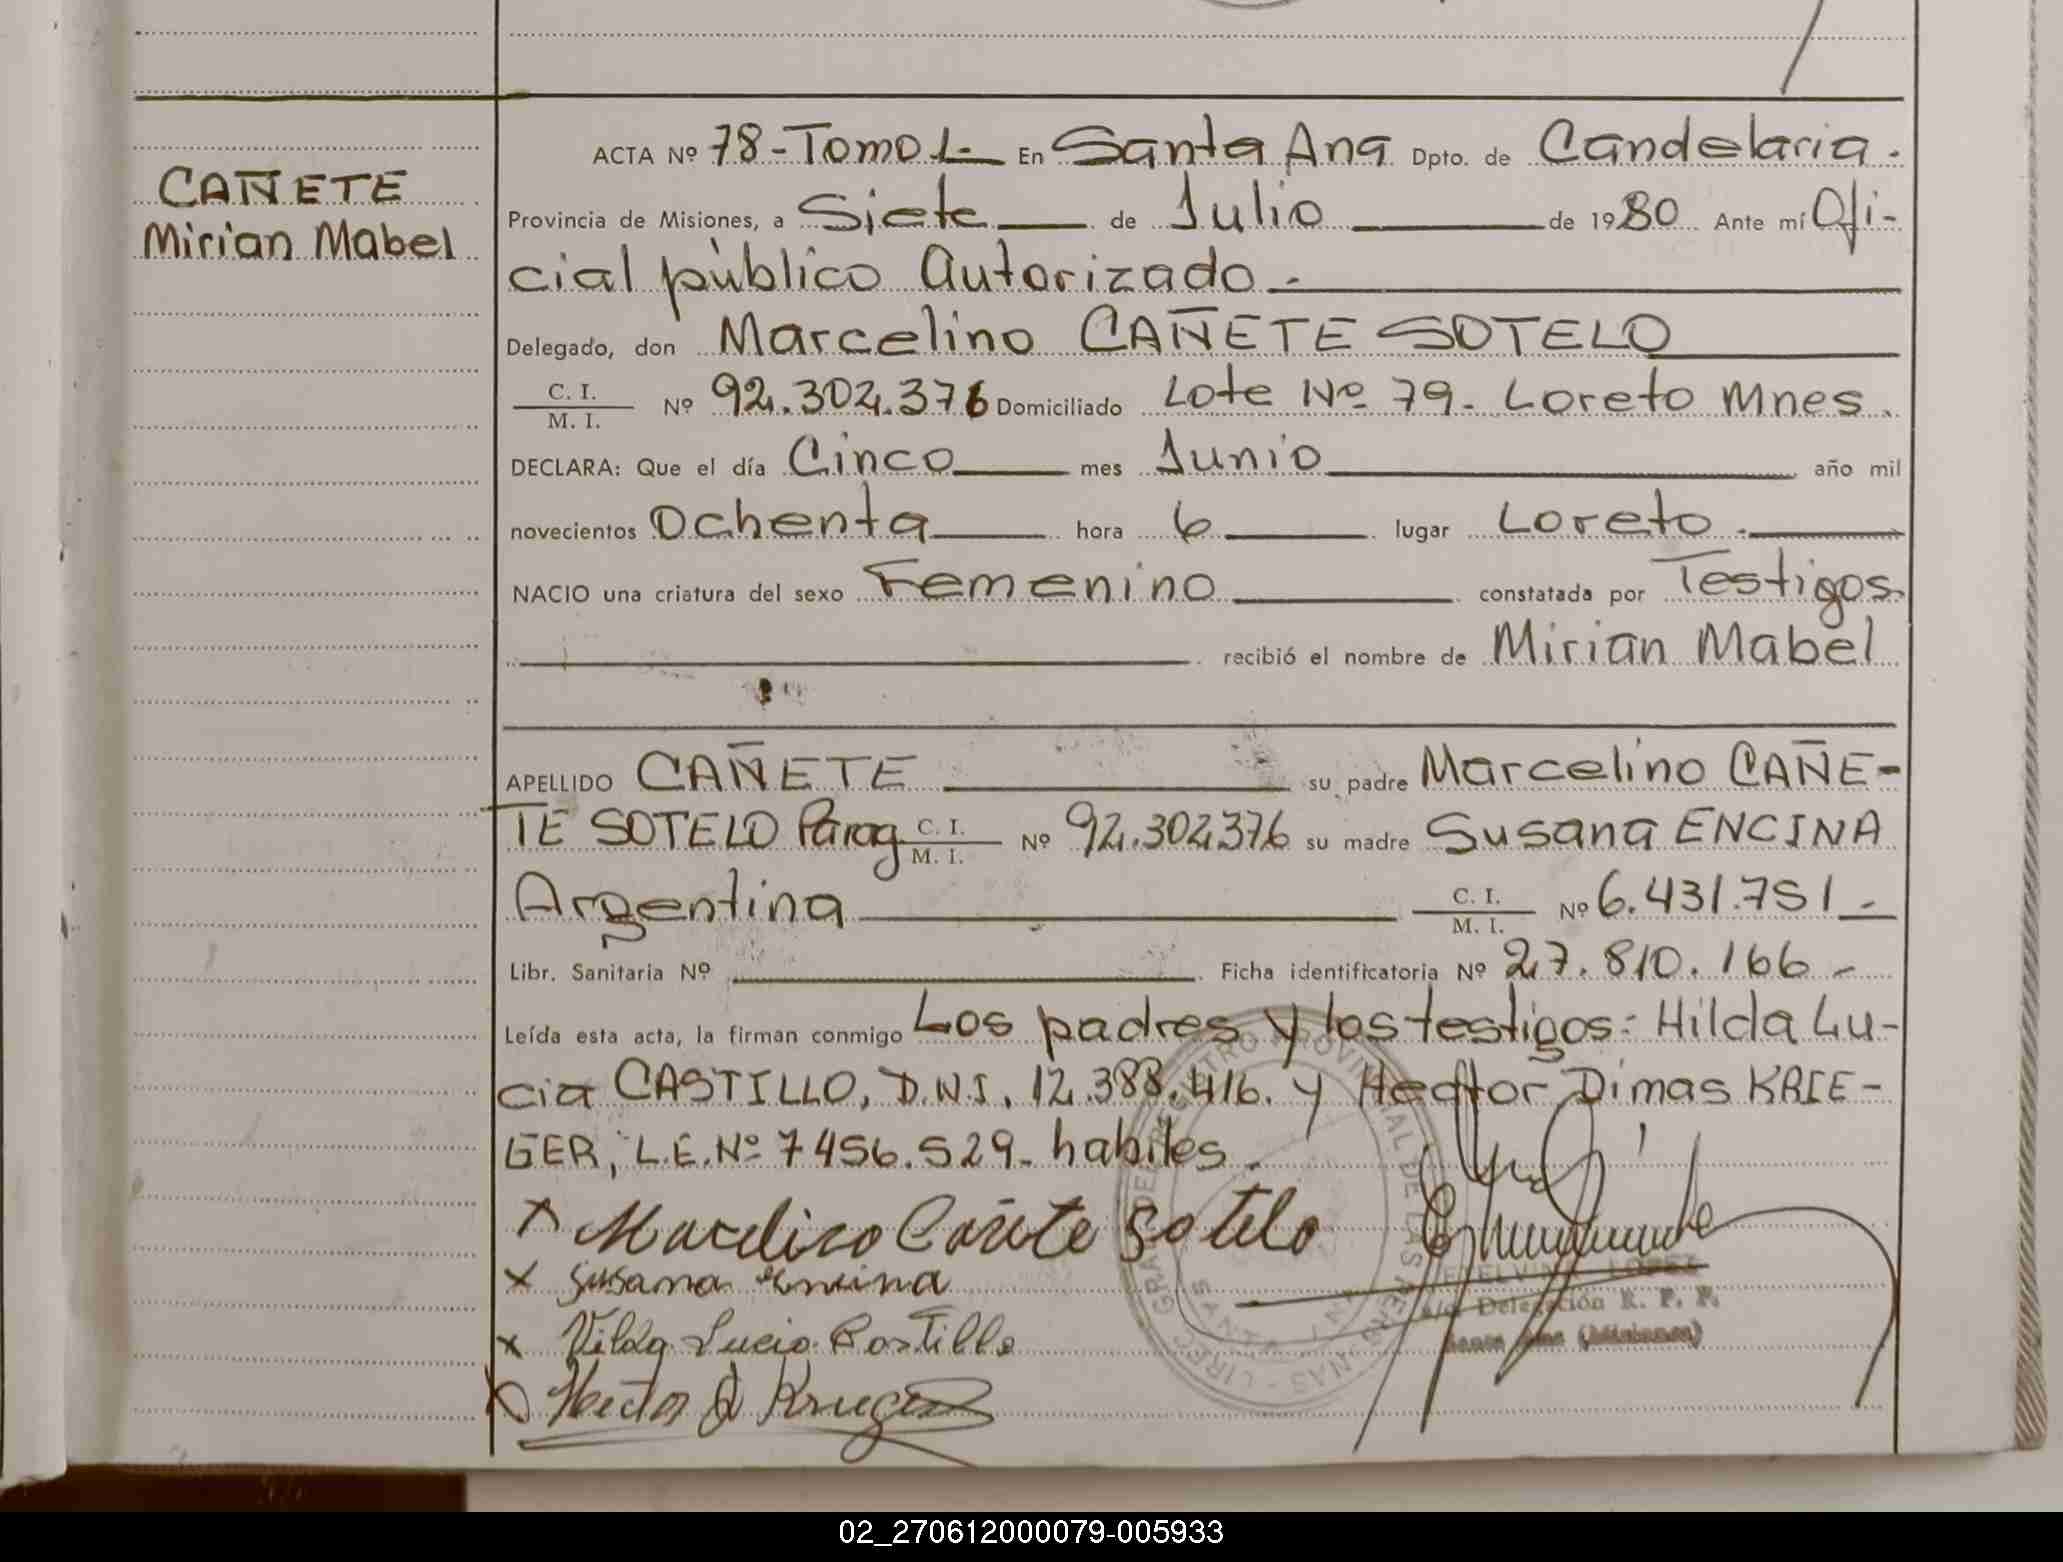 CAÑETE
Mirian Mabel
ACTA Nº 78-Tomo 1- En Santa Ana Dpto. de Candelaria.
Provincia de Misiones, a Siete de Julio de 1980 Ante mí Ofi-
cial público Autorizado.-
Delegado, don Marcelino CAÑETE SOTELO
C. I. / M. I. Nº 92.302.376 Domiciliado Lote Nº 79- Loreto Mnes.
DECLARA: Que el día Cinco mes Junio año mil
novecientos Ochenta hora 6 lugar Loreto.-
NACIO una criatura del sexo Femenino constatada por Testigos.
recibió el nombre de Mirian Mabel
APELLIDO CAÑETE su padre Marcelino CAÑE-
TE SOTELO Parag C. I. / M. I. Nº 92.302.376 su madre Susana ENCINA
Argentina C. I. / M. I. Nº 6.431.751-
Libr. Sanitaria Nº Ficha identificatoria Nº 27.810.166-
Leída esta acta, la firman conmigo Los padres y los testigos: Hilda Lu-
cia CASTILLO, D.N.I. 12.388.416. y Hector Dimas KRIE-
GER, L.E. Nº 7456.529- habiles.
x Marcelino Cañete Sotelo
x Susana Encina
x Hilda Lucia Castillo
x Hector D Krieger
LOPEZ
Delegación R. P. P.
Santa Ana (Misiones)
02_270612000079-005933